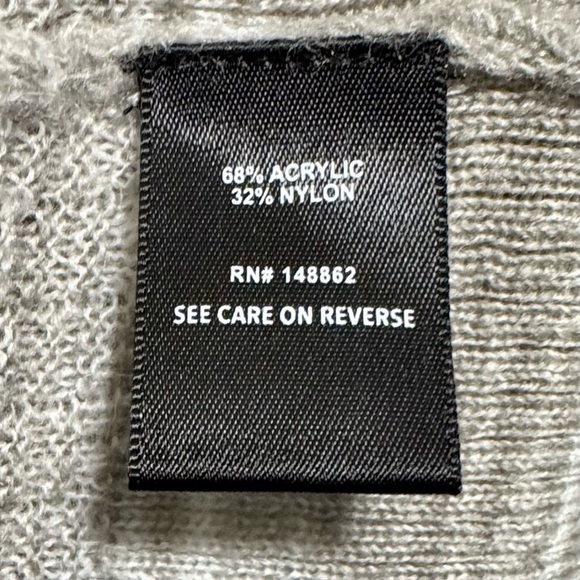 68% ACRYLIC
32% NYLON
RN# 148862
SEE CARE ON REVERSE